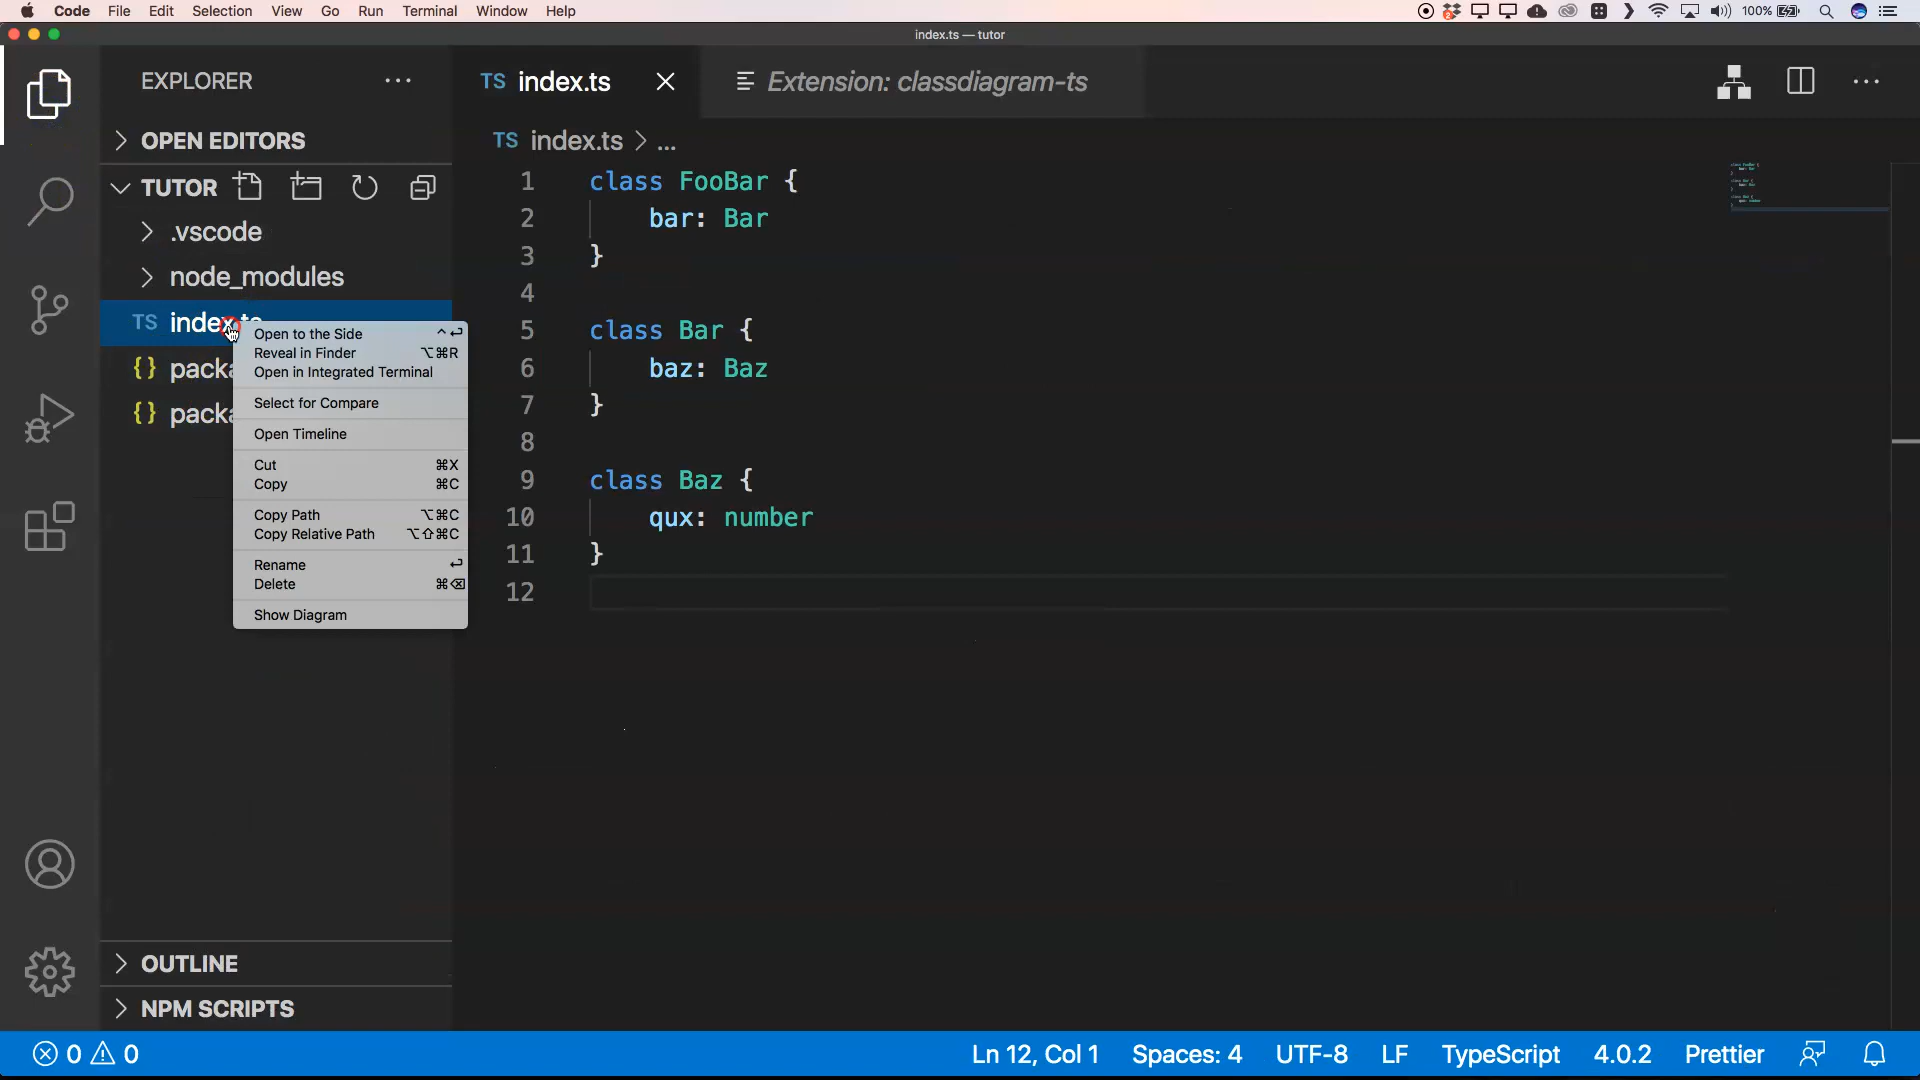 Code File Edit Selection View Go Run Terminal Window Help 100%
index.ts — tutor
EXPLORER
TS index.ts
Extension: classdiagram-ts
OPEN EDITORS
TS index.ts > ...
TUTOR
.vscode
node_modules
TS index.ts
{} packa
{} packa
Open to the Side ^↩
Reveal in Finder ⌥⌘R
Open in Integrated Terminal
Select for Compare
Open Timeline
Cut ⌘X
Copy ⌘C
Copy Path ⌥⌘C
Copy Relative Path ⌥⇧⌘C
Rename ↩
Delete ⌘⌫
Show Diagram
1 class FooBar {
2 bar: Bar
3 }
4
5 class Bar {
6 baz: Baz
7 }
8
9 class Baz {
10 qux: number
11 }
12
OUTLINE
NPM SCRIPTS
0 0 Ln 12, Col 1 Spaces: 4 UTF-8 LF TypeScript 4.0.2 Prettier